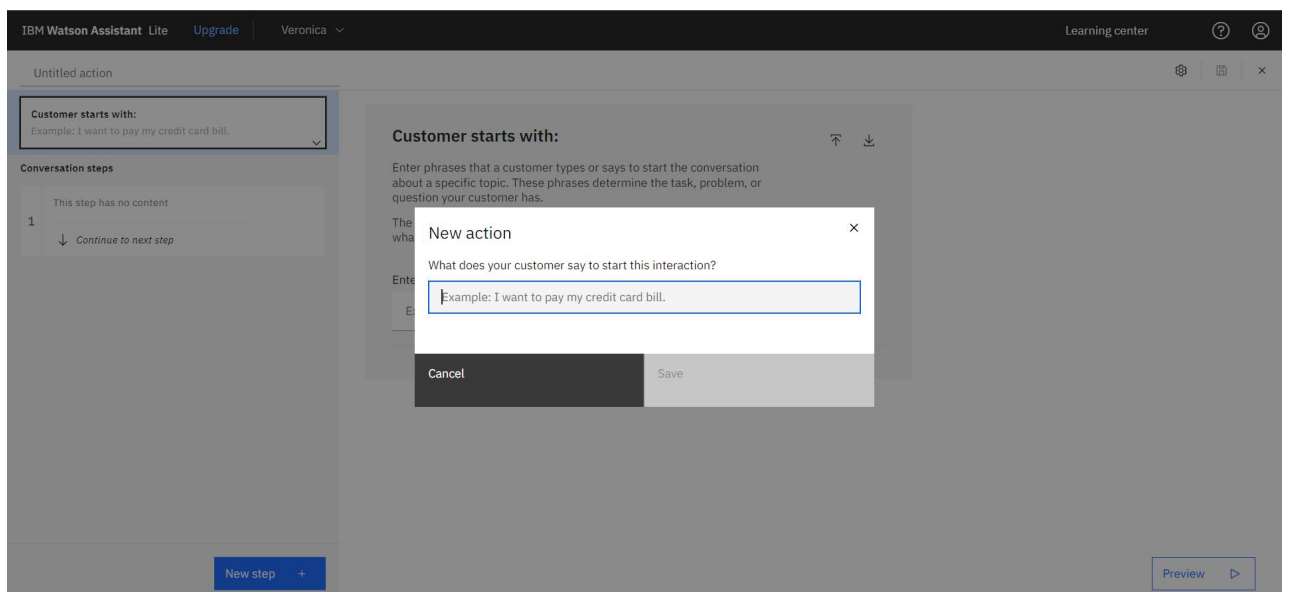 IBM Watson Assistant Lite Upgrade Veronica Learning center
Untitled action
Customer starts with:
Example: I want to pay my credit card bill.
Conversation steps
1
This step has no content
Continue to next step
New step +
Customer starts with:
Enter phrases that a customer types or says to start the conversation
about a specific topic. These phrases determine the task, problem, or
question your customer has.
The
wha
Ente
New action
What does your customer say to start this interaction?
Example: I want to pay my credit card bill.
Cancel
Save
Preview